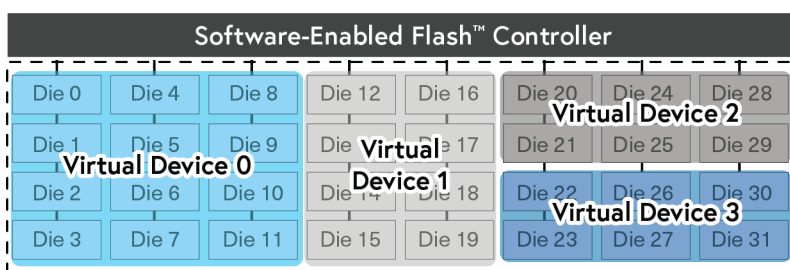 Software-Enabled Flash™ Controller
Die 0 Die 4 Die 8 Die 12 Die 16 Die 20 Die 24 Die 28
Virtual Device 2
Die 1 Die 5 Die 9 Die 17 Die 21 Die 25 Die 29
Virtual Device 0
Virtual
Device 1
Die 2 Die 6 Die 10 Die 14 Die 18 Die 22 Die 26 Die 30
Virtual Device 3
Die 3 Die 7 Die 11 Die 15 Die 19 Die 23 Die 27 Die 31